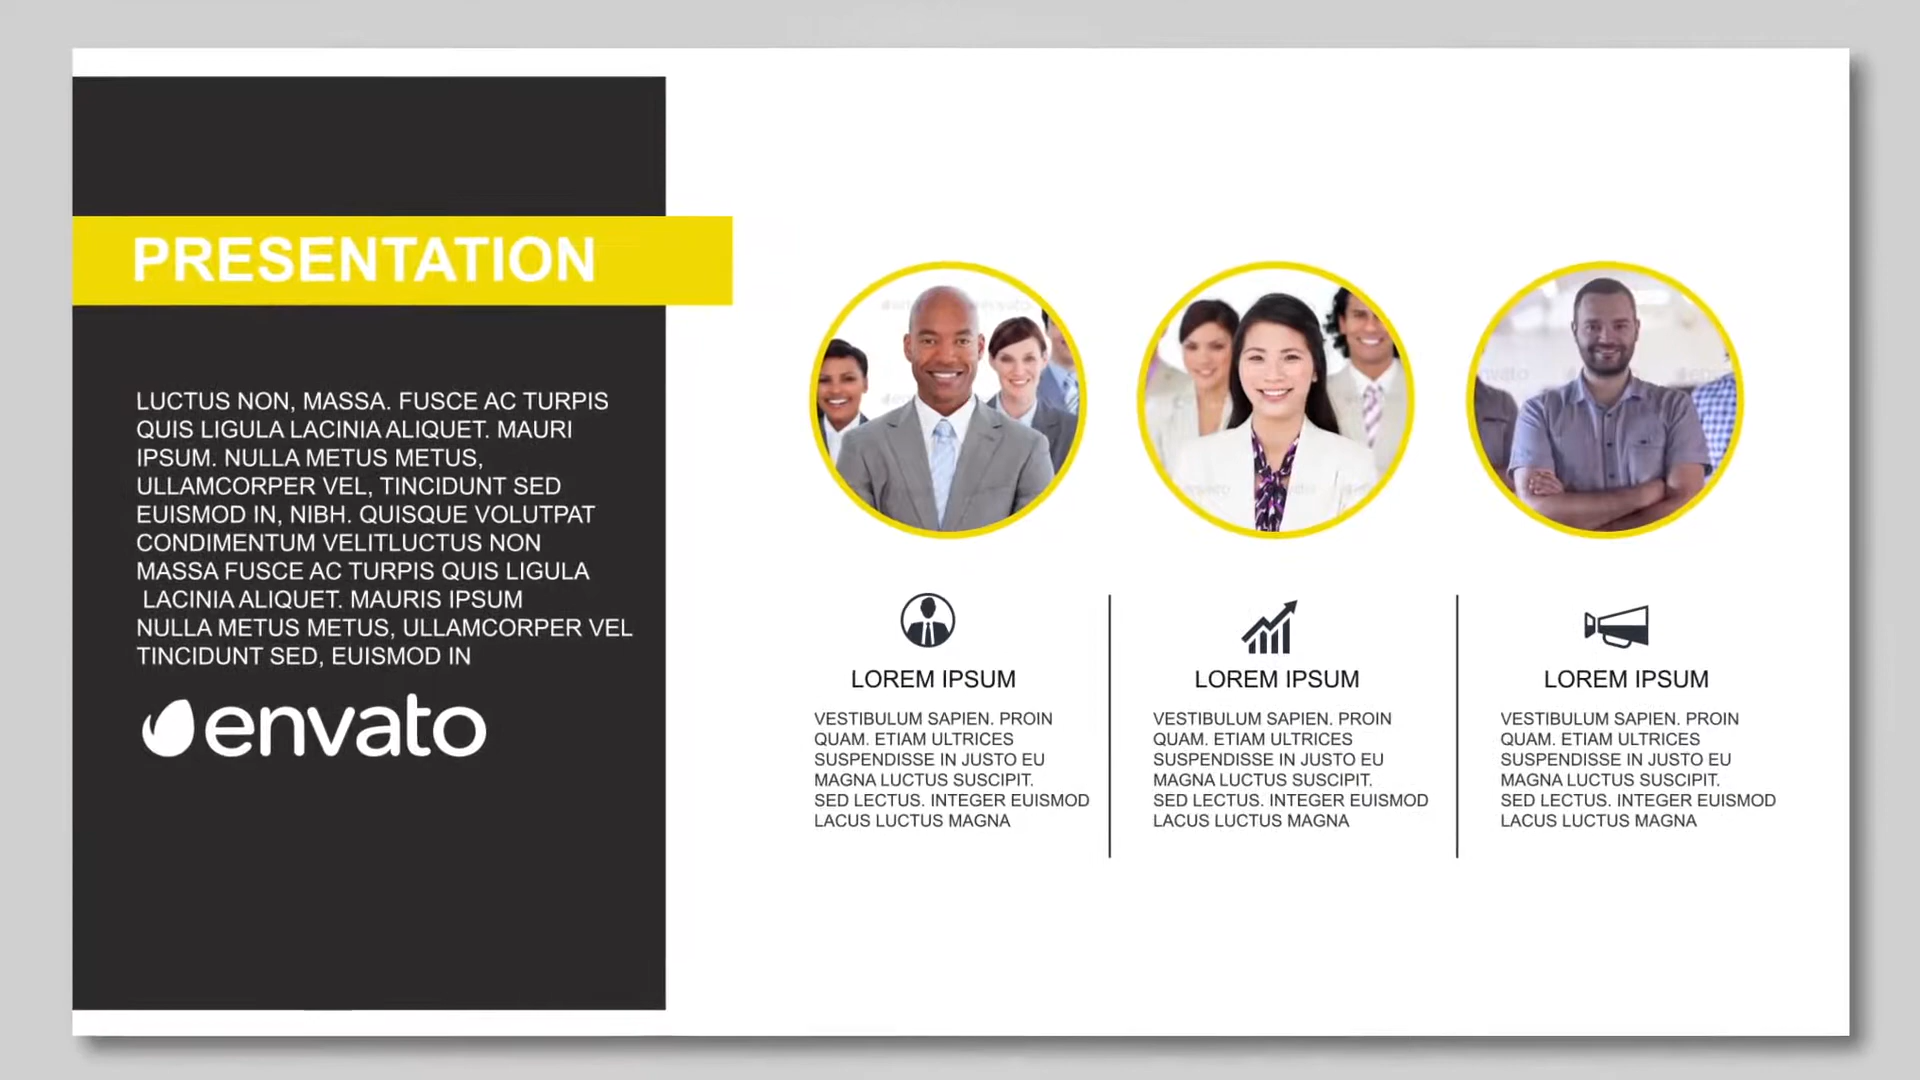 PRESENTATION
LUCTUS NON, MASSA. FUSCE AC TURPIS
QUIS LIGULA LACINIA ALIQUET. MAURI
IPSUM. NULLA METUS METUS,
ULLAMCORPER VEL, TINCIDUNT SED
EUISMOD IN, NIBH. QUISQUE VOLUTPAT
CONDIMENTUM VELITLUCTUS NON
MASSA FUSCE AC TURPIS QUIS LIGULA
LACINIA ALIQUET. MAURIS IPSUM
NULLA METUS METUS, ULLAMCORPER VEL
TINCIDUNT SED, EUISMOD IN
envato
LOREM IPSUM
VESTIBULUM SAPIEN. PROIN
QUAM. ETIAM ULTRICES
SUSPENDISSE IN JUSTO EU
MAGNA LUCTUS SUSCIPIT.
SED LECTUS. INTEGER EUISMOD
LACUS LUCTUS MAGNA
LOREM IPSUM
VESTIBULUM SAPIEN. PROIN
QUAM. ETIAM ULTRICES
SUSPENDISSE IN JUSTO EU
MAGNA LUCTUS SUSCIPIT.
SED LECTUS. INTEGER EUISMOD
LACUS LUCTUS MAGNA
LOREM IPSUM
VESTIBULUM SAPIEN. PROIN
QUAM. ETIAM ULTRICES
SUSPENDISSE IN JUSTO EU
MAGNA LUCTUS SUSCIPIT.
SED LECTUS. INTEGER EUISMOD
LACUS LUCTUS MAGNA